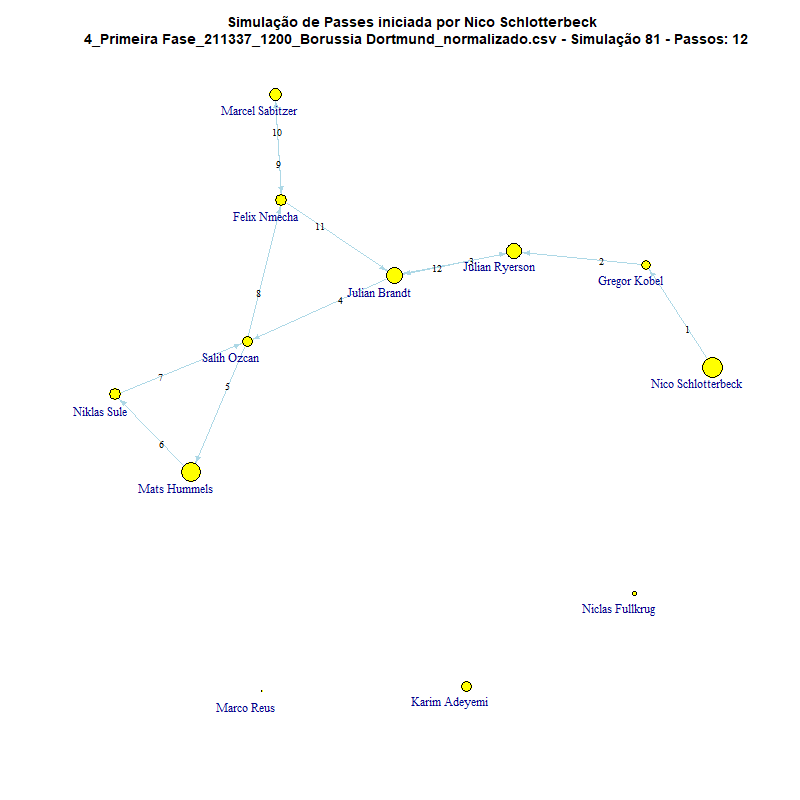 Simulação de Passes iniciada por Nico Schlotterbeck
4_Primeira Fase_211337_1200_Borussia Dortmund_normalizado.csv - Simulação 81 - Passos: 12
Marcel Sabitzer
10
9
Felix Nmecha
11
Julian Ryerson
3
12
2
Gregor Kobel
Julian Brandt
8
4
1
Salih Ozcan
Nico Schlotterbeck
7
5
Niklas Sule
6
Mats Hummels
Niclas Fullkrug
Karim Adeyemi
Marco Reus